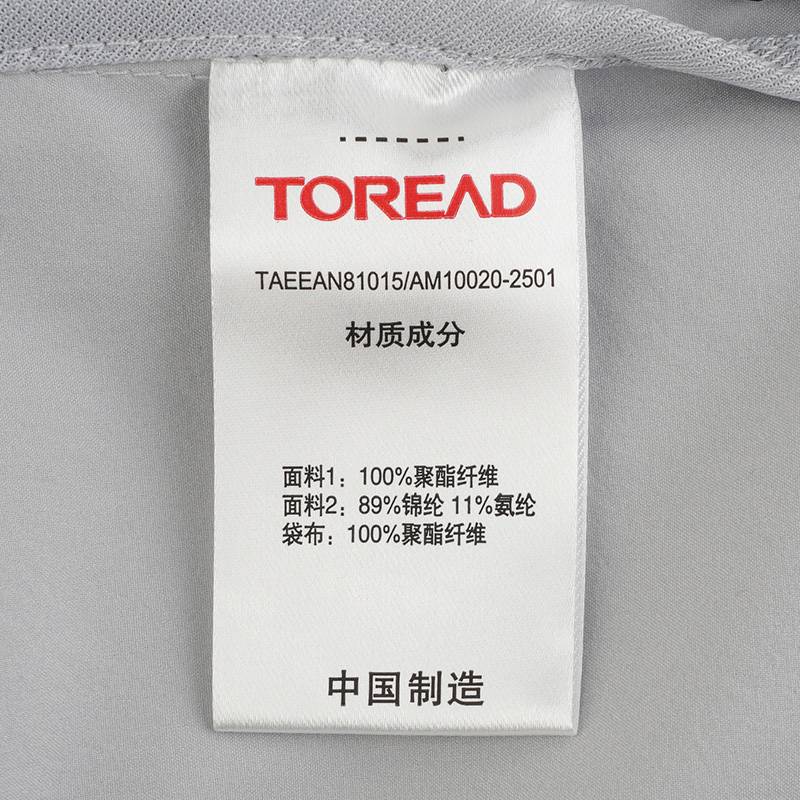 TOREAD
TAEEAN81015/AM10020-2501
材质成分
面料1：100%聚酯纤维
面料2：89%锦纶 11%氨纶
袋布：100%聚酯纤维
中国制造